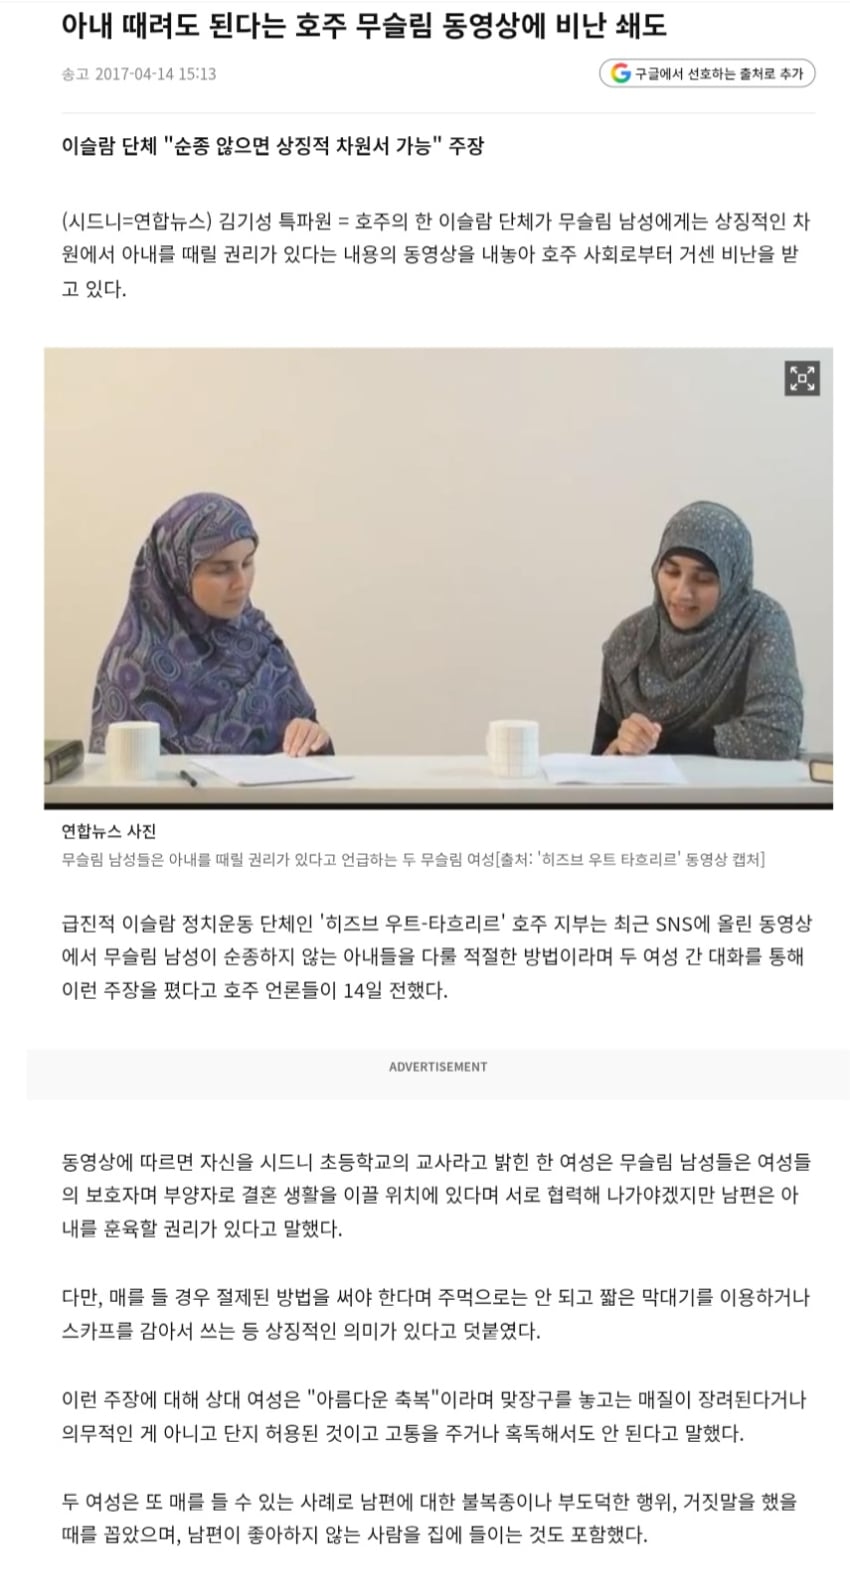 아내 때려도 된다는 호주 무슬림 동영상에 비난 쇄도
송고 2017-04-14 15:13
구글에서 선호하는 출처로 추가
이슬람 단체 "순종 않으면 상징적 차원서 가능" 주장
(시드니=연합뉴스) 김기성 특파원 = 호주의 한 이슬람 단체가 무슬림 남성에게는 상징적인 차
원에서 아내를 때릴 권리가 있다는 내용의 동영상을 내놓아 호주 사회로부터 거센 비난을 받
고 있다.
연합뉴스 사진
무슬림 남성들은 아내를 때릴 권리가 있다고 언급하는 두 무슬림 여성[출처: '히즈브 우트 타흐리르' 동영상 캡처]
급진적 이슬람 정치운동 단체인 '히즈브 우트-타흐리르' 호주 지부는 최근 SNS에 올린 동영상
에서 무슬림 남성이 순종하지 않는 아내들을 다룰 적절한 방법이라며 두 여성 간 대화를 통해
이런 주장을 폈다고 호주 언론들이 14일 전했다.
ADVERTISEMENT
동영상에 따르면 자신을 시드니 초등학교의 교사라고 밝힌 한 여성은 무슬림 남성들은 여성들
의 보호자며 부양자로 결혼 생활을 이끌 위치에 있다며 서로 협력해 나가야겠지만 남편은 아
내를 훈육할 권리가 있다고 말했다.
다만, 매를 들 경우 절제된 방법을 써야 한다며 주먹으로는 안 되고 짧은 막대기를 이용하거나
스카프를 감아서 쓰는 등 상징적인 의미가 있다고 덧붙였다.
이런 주장에 대해 상대 여성은 "아름다운 축복"이라며 맞장구를 놓고는 매질이 장려된다거나
의무적인 게 아니고 단지 허용된 것이고 고통을 주거나 혹독해서도 안 된다고 말했다.
두 여성은 또 매를 들 수 있는 사례로 남편에 대한 불복종이나 부도덕한 행위, 거짓말을 했을
때를 꼽았으며, 남편이 좋아하지 않는 사람을 집에 들이는 것도 포함했다.